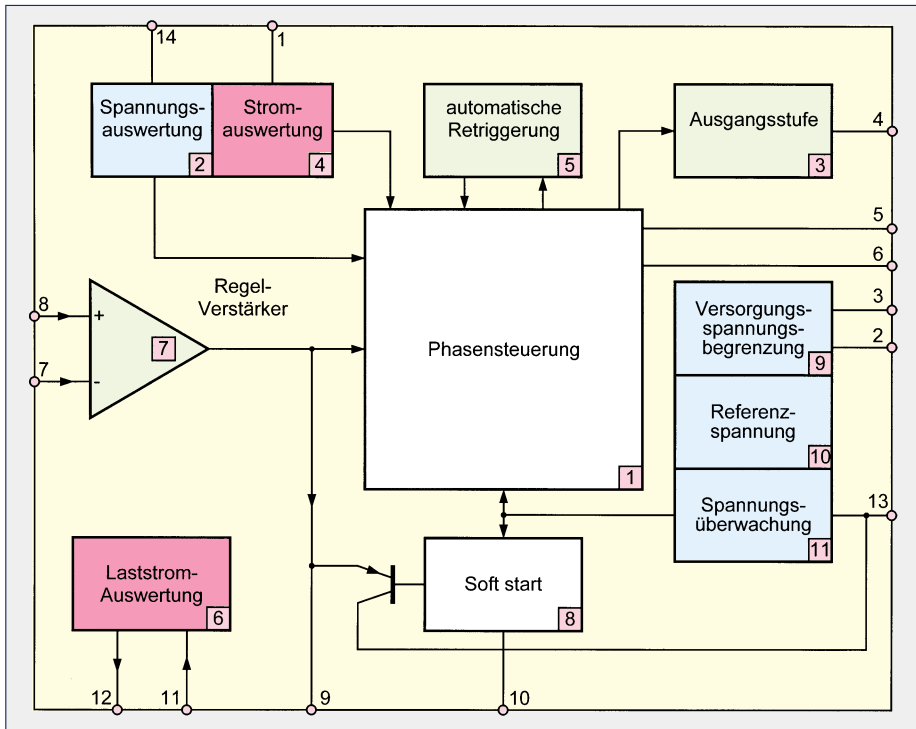 14
1
Spannungs-
auswertung
2
Strom-
auswertung
4
automatische
Retriggerung
5
Ausgangsstufe
3
4
5
6
8
+
7
-
7
Regel-
Verstärker
Phasensteuerung
1
Versorgungs-
spannungs-
begrenzung
9
3
2
Referenz-
spannung
10
Spannungs-
überwachung
11
13
Laststrom-
Auswertung
6
Soft start
8
12
11
9
10